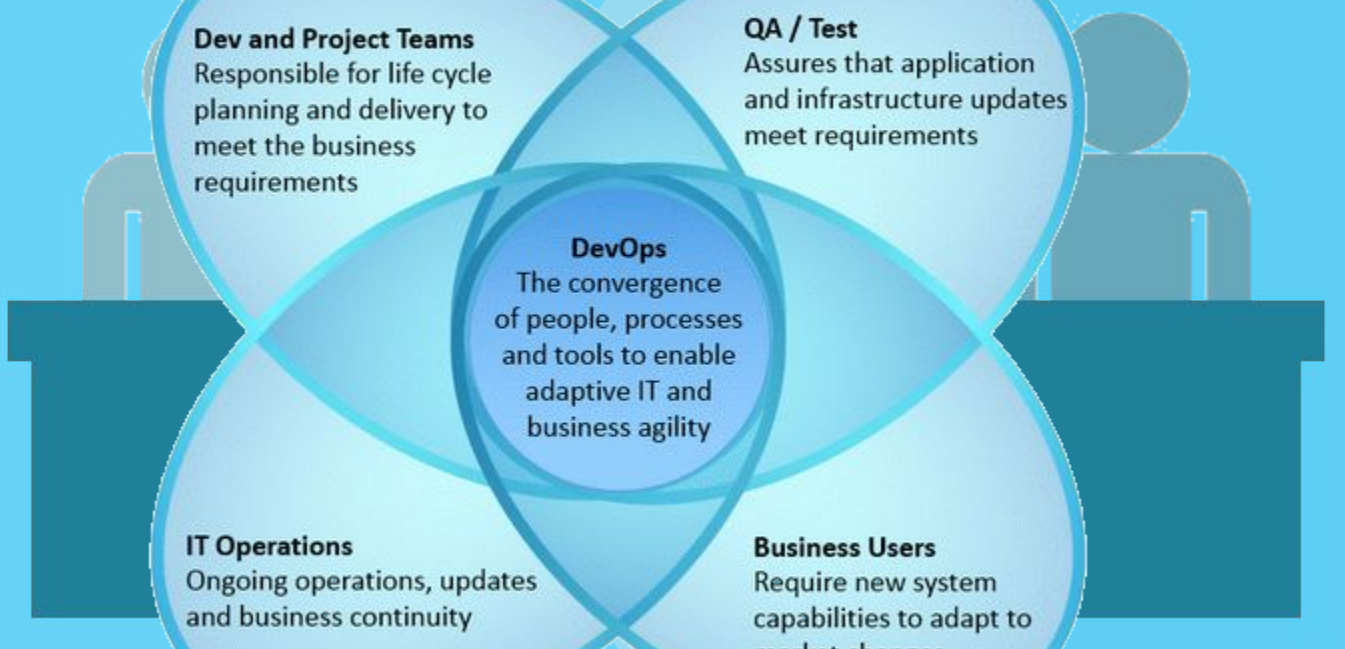 Dev and Project Teams
Responsible for life cycle
planning and delivery to
meet the business
requirements
QA / Test
Assures that application
and infrastructure updates
meet requirements
DevOps
The convergence
of people, processes
and tools to enable
adaptive IT and
business agility
IT Operations
Ongoing operations, updates
and business continuity
Business Users
Require new system
capabilities to adapt to